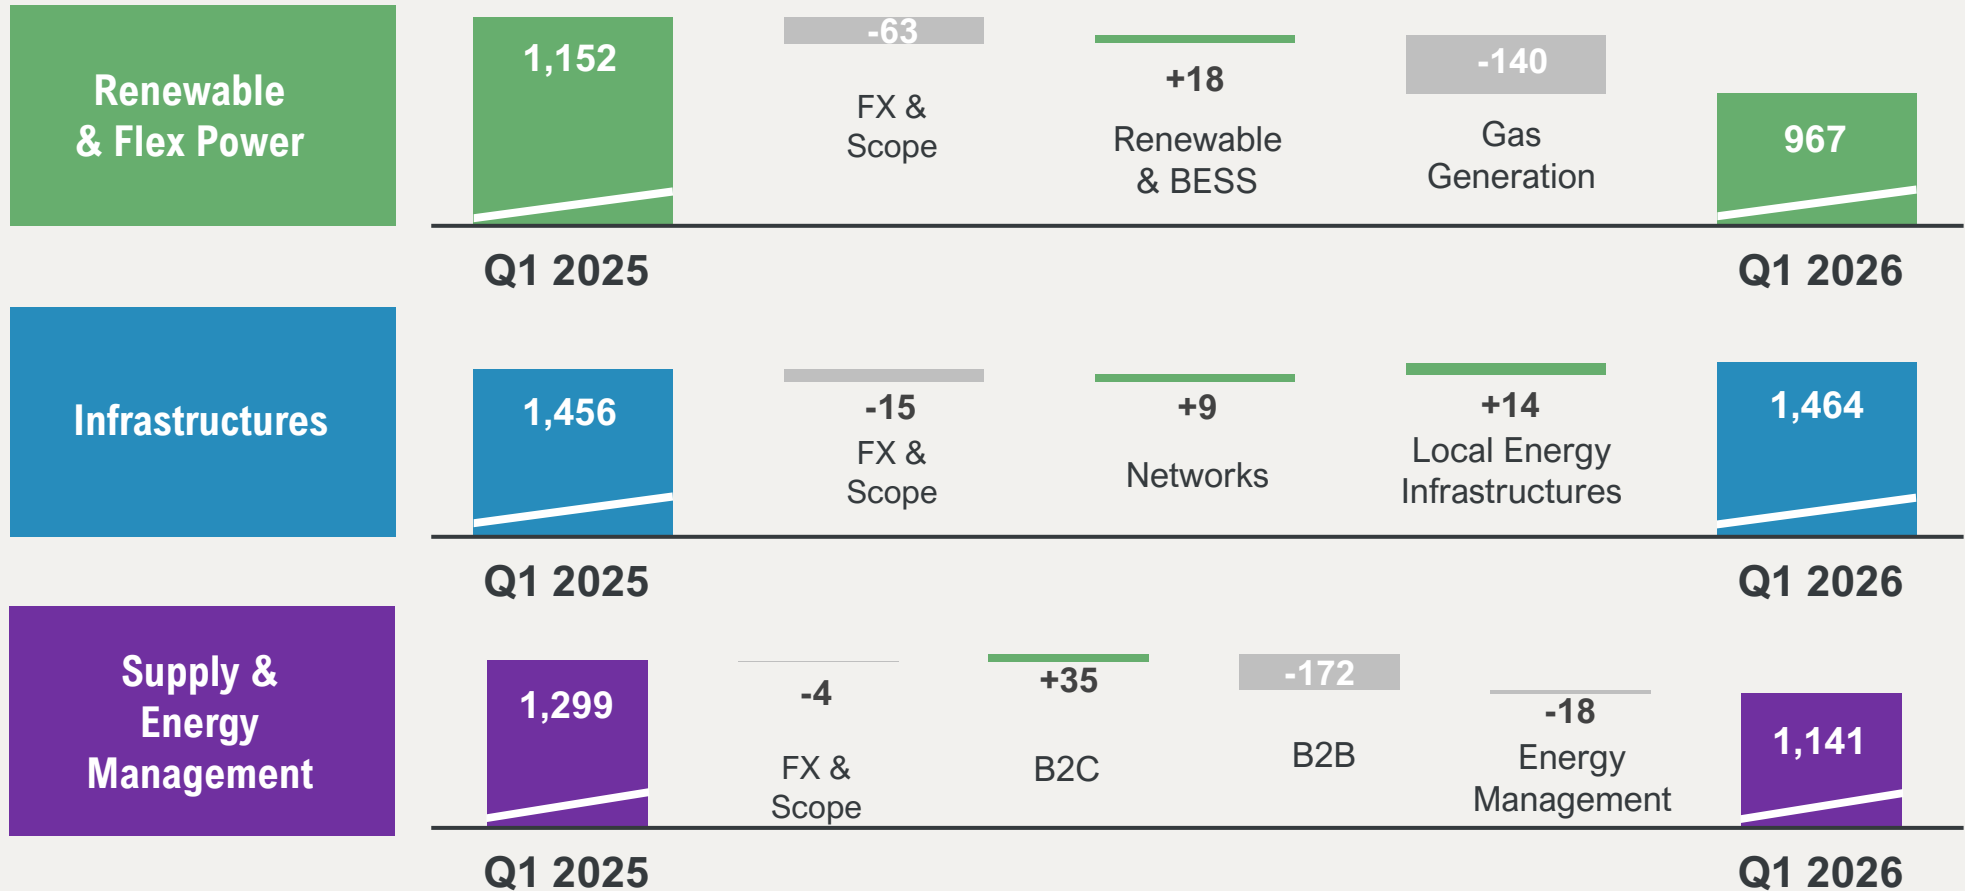 Renewable
& Flex Power
1,152
-63
FX &
Scope
+18
Renewable
& BESS
-140
Gas
Generation
967
Q1 2025
Q1 2026
Infrastructures
1,456
-15
FX &
Scope
+9
Networks
+14
Local Energy
Infrastructures
1,464
Q1 2025
Q1 2026
Supply &
Energy
Management
1,299
-4
FX &
Scope
+35
B2C
-172
B2B
-18
Energy
Management
1,141
Q1 2025
Q1 2026